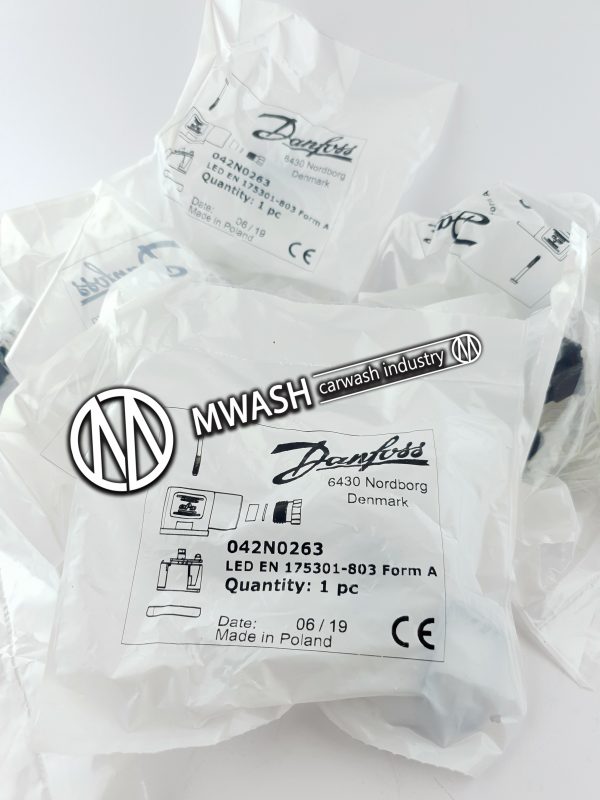 Danfoss
6430 Nordborg
Denmark
042N0263
LED EN 175301-803 Form A
Quantity: 1 pc
Date: 06/19
Made in Poland
CE
Danfoss
A
MWASH carwash industry
Danfoss
6430 Nordborg
Denmark
042N0263
LED EN 175301-803 Form A
Quantity: 1 pc
Date: 06/19
Made in Poland
CE